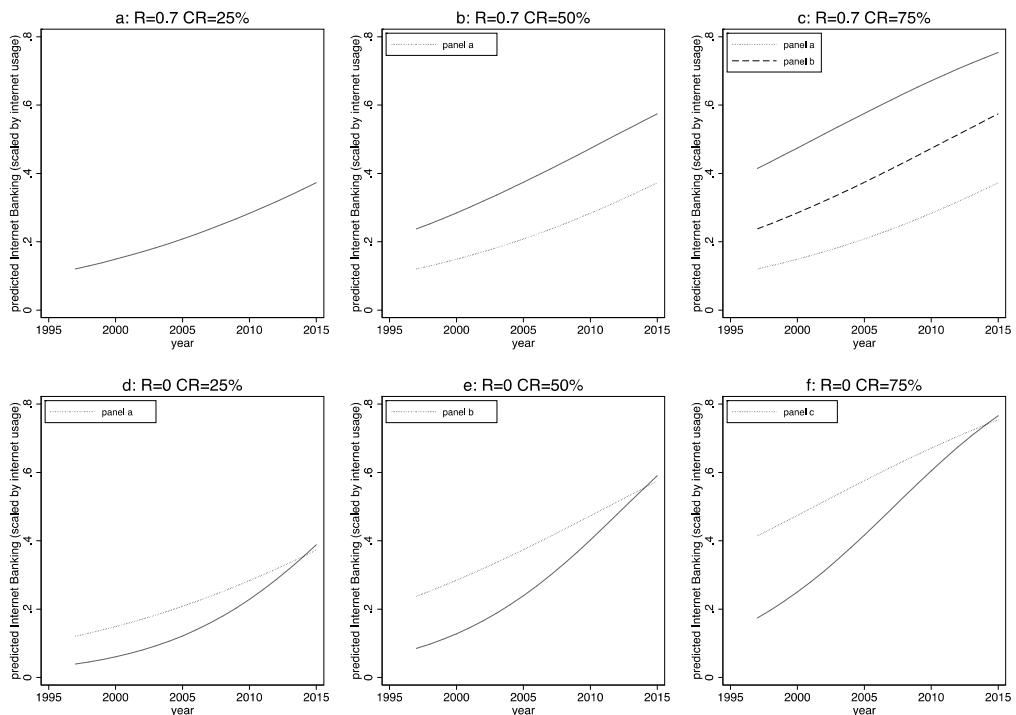 a: R=0.7 CR=25%
predicted Internet Banking (scaled by internet usage)
0 .2 .4 .6 .8
1995 2000 2005 2010 2015
year
b: R=0.7 CR=50%
panel a
predicted Internet Banking (scaled by internet usage)
0 .2 .4 .6 .8
1995 2000 2005 2010 2015
year
c: R=0.7 CR=75%
panel a
panel b
predicted Internet Banking (scaled by internet usage)
0 .2 .4 .6 .8
1995 2000 2005 2010 2015
year
d: R=0 CR=25%
panel a
predicted Internet Banking (scaled by internet usage)
0 .2 .4 .6 .8
1995 2000 2005 2010 2015
year
e: R=0 CR=50%
panel b
predicted Internet Banking (scaled by internet usage)
0 .2 .4 .6 .8
1995 2000 2005 2010 2015
year
f: R=0 CR=75%
panel c
predicted Internet Banking (scaled by internet usage)
0 .2 .4 .6 .8
1995 2000 2005 2010 2015
year